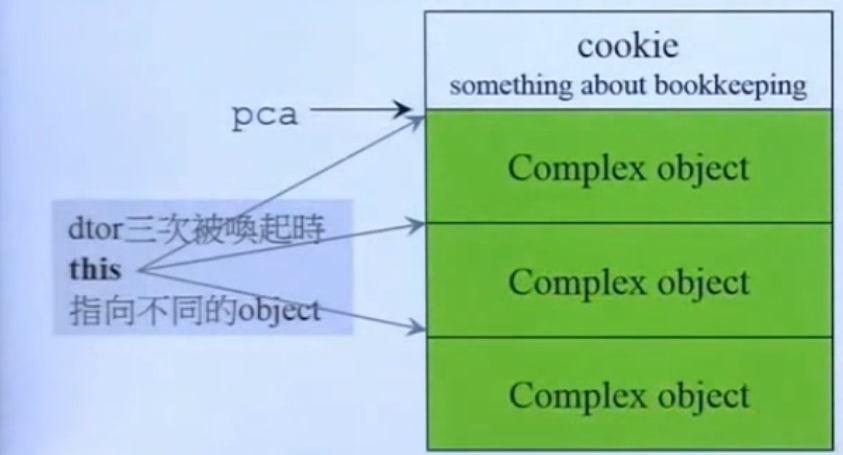 cookie
something about bookkeeping
pca
Complex object
dtor三次被喚起時
this
指向不同的object
Complex object
Complex object